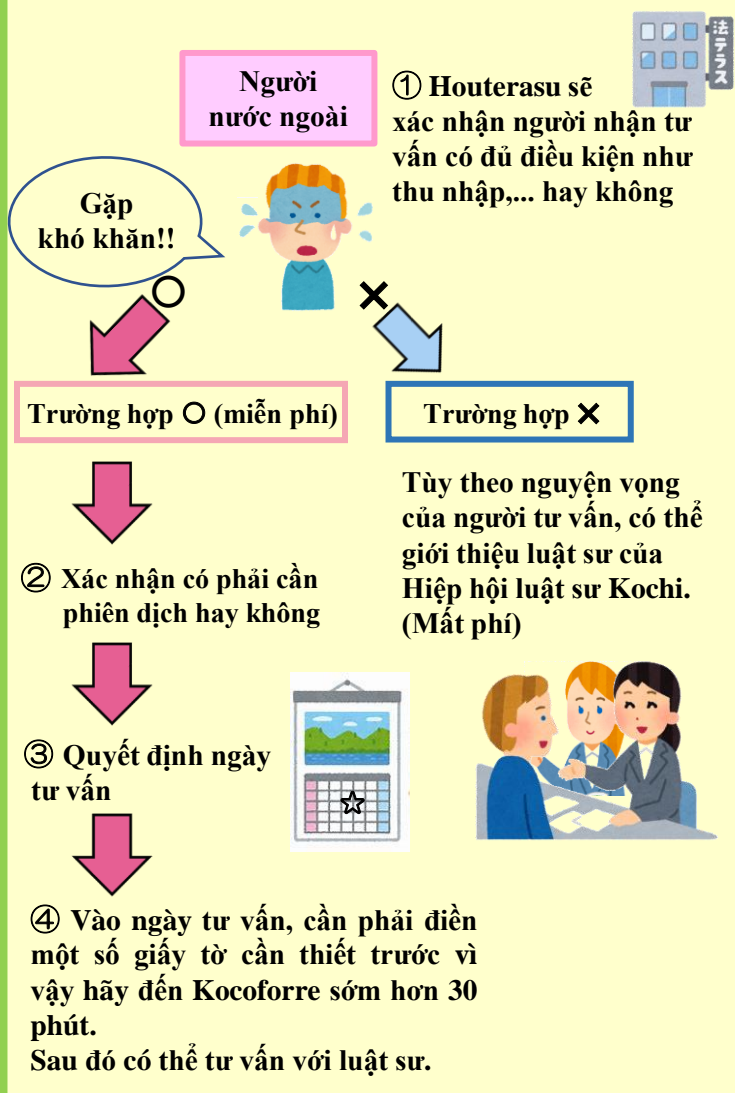 法テラス
Người
nước ngoài
① Houterasu sẽ
xác nhận người nhận tư
vấn có đủ điều kiện như
thu nhập,... hay không
Gặp
khó khăn!!
○
×
Trường hợp ○ (miễn phí)
Trường hợp ×
Tùy theo nguyện vọng
của người tư vấn, có thể
giới thiệu luật sư của
Hiệp hội luật sư Kochi.
(Mất phí)
② Xác nhận có phải cần
phiên dịch hay không
③ Quyết định ngày
tư vấn
④ Vào ngày tư vấn, cần phải điền
một số giấy tờ cần thiết trước vì
vậy hãy đến Kocoforre sớm hơn 30
phút.
Sau đó có thể tư vấn với luật sư.